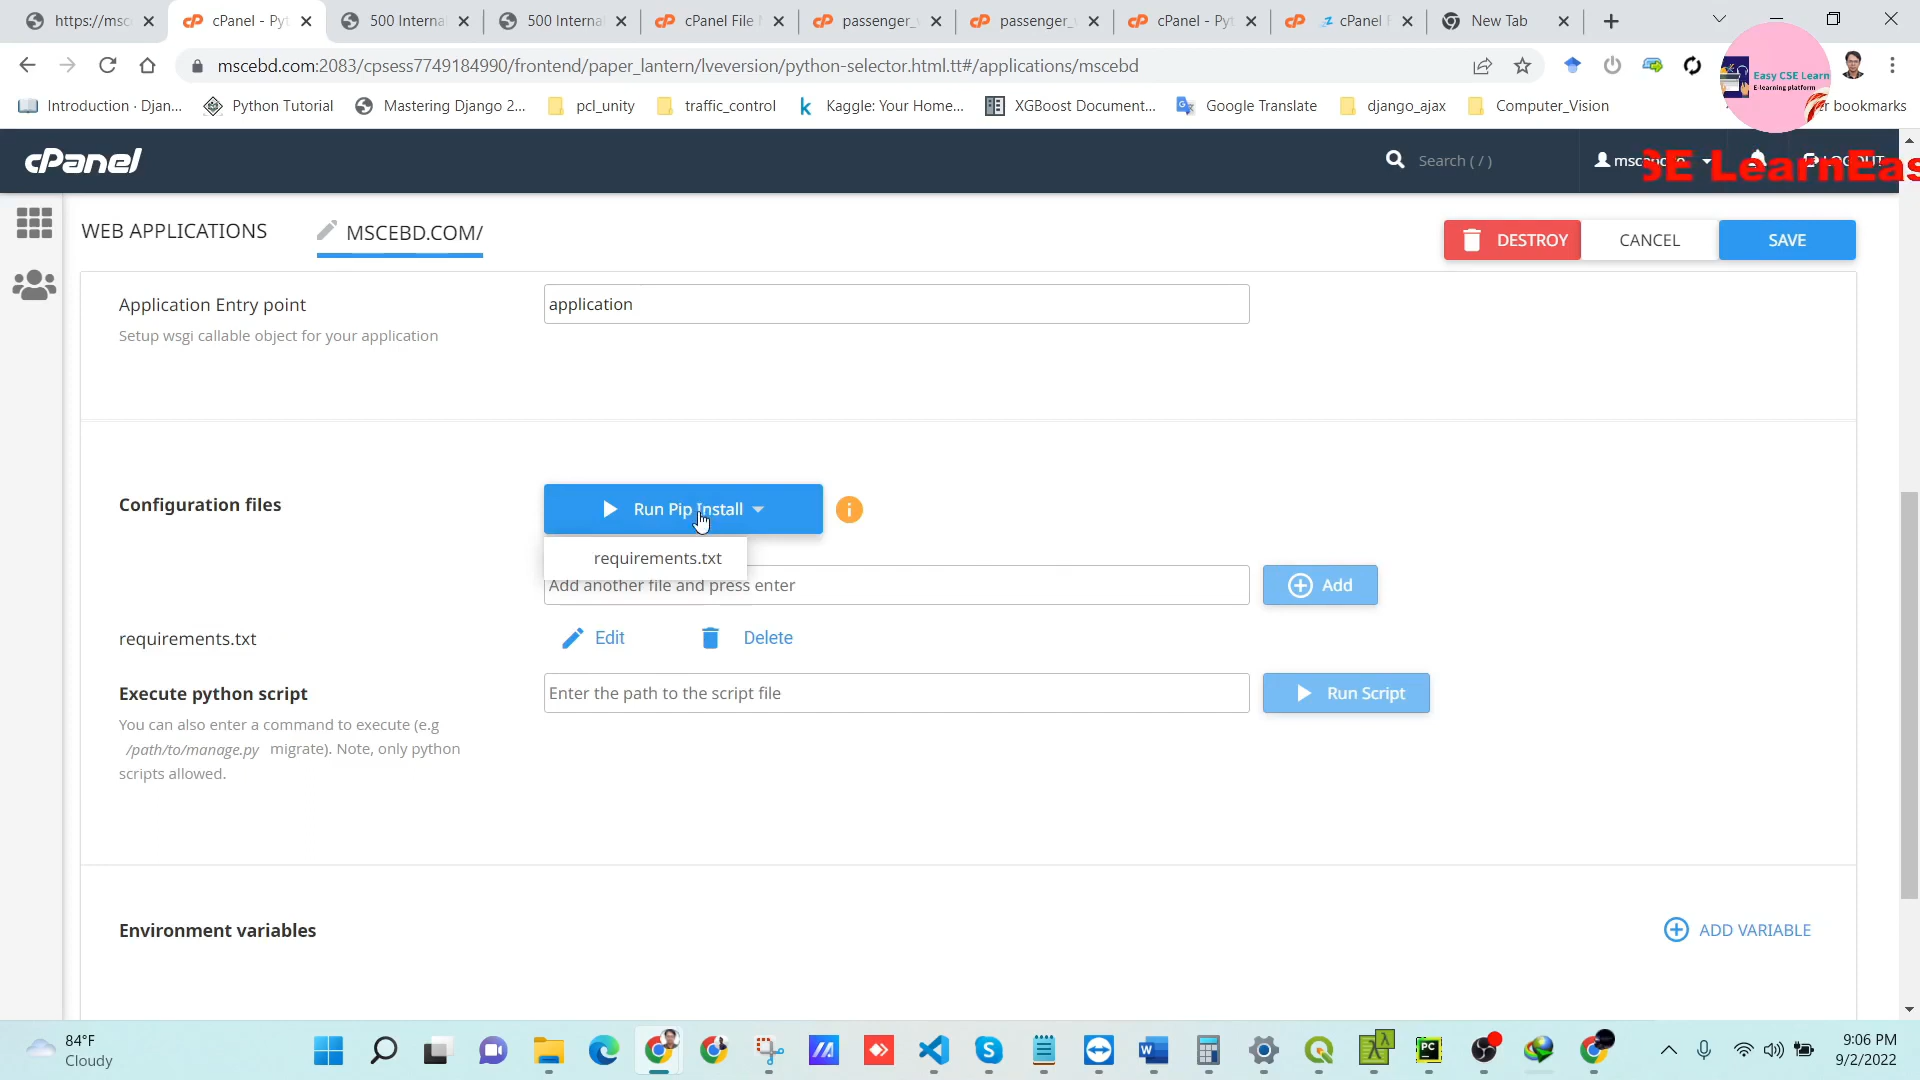 https://msc
cPanel - Pyt
500 Interna
500 Interna
cPanel File
passenger_
passenger_
cPanel - Pyt
cPanel F
New Tab
mscebd.com:2083/cpsess7749184990/frontend/paper_lantern/lveversion/python-selector.html.tt#/applications/mscebd
Easy CSE Learn
E-learning platform
Introduction · Djan...
Python Tutorial
Mastering Django 2...
pcl_unity
traffic_control
Kaggle: Your Home...
XGBoost Document...
Google Translate
django_ajax
Computer_Vision
r bookmarks
cPanel
Search ( / )
LOGOUT
SE LearnEas
WEB APPLICATIONS
MSCEBD.COM/
DESTROY
CANCEL
SAVE
Application Entry point
application
Setup wsgi callable object for your application
Configuration files
Run Pip Install
requirements.txt
Add another file and press enter
Add
requirements.txt
Edit
Delete
Execute python script
Enter the path to the script file
Run Script
You can also enter a command to execute (e.g
/path/to/manage.py migrate). Note, only python
scripts allowed.
Environment variables
ADD VARIABLE
84°F
Cloudy
9:06 PM
9/2/2022